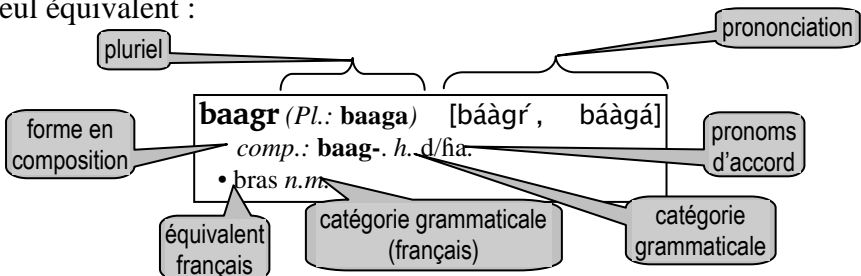 eul équivalent :
pluriel
prononciation
baagr (Pl.: baaga) [báàgŕ, báàgá]
forme en
composition
comp.: baag-. h. d/ɦa.
pronoms
d’accord
• bras n.m.
équivalent
français
catégorie grammaticale
(français)
catégorie
grammaticale